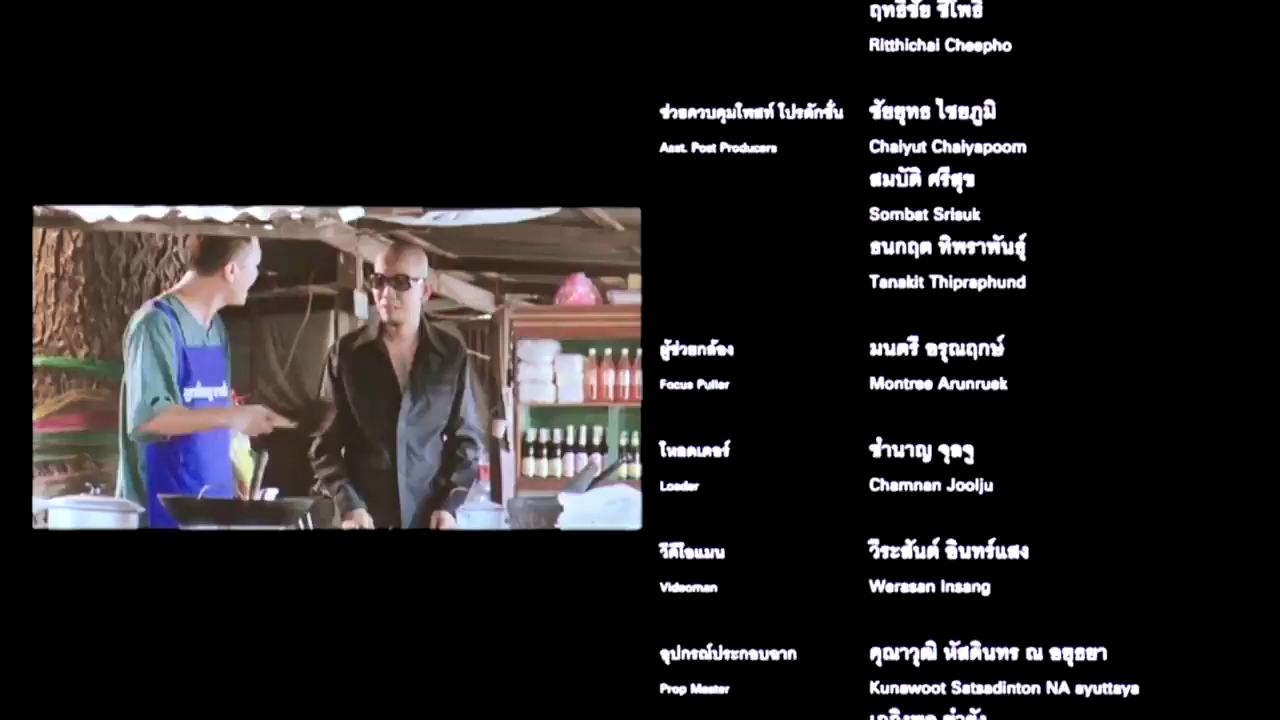 ฤทธิชัย ชีโพธิ์
Ritthichai Cheepho
ช่วยควบคุมโพสท์ โปรดักชั่น
ชัยยุทธ ไชยภูมิ
Asst. Post Producers
Chaiyut Chaiyapoom
สมบัติ ศรีสุข
Sombat Srisuk
ธนกฤต ทิพราพันธุ์
Tanakit Thipraphund
ผู้ช่วยกล้อง
มนตรี อรุณฤกษ์
Focus Puller
Montree Arunruek
โหลดเดอร์
ชำนาญ จุลจู
Loader
Chamnan Joolju
วีดีโอแมน
วีระสันต์ อินทร์แสง
Videoman
Werasan Insang
อุปกรณ์ประกอบฉาก
คุณาวุฒิ หัสดินทร ณ อยุธยา
Prop Master
Kunawoot Satsadinton NA ayuttaya